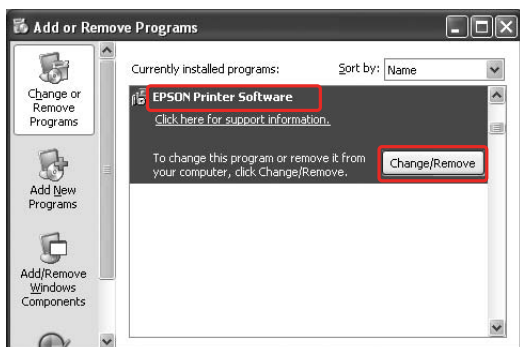 Add or Remove Programs
Change or
Remove
Programs
Add New
Programs
Add/Remove
Windows
Components
Currently installed programs:
Sort by:
Name
EPSON Printer Software
Click here for support information.
To change this program or remove it from
your computer, click Change/Remove.
Change/Remove